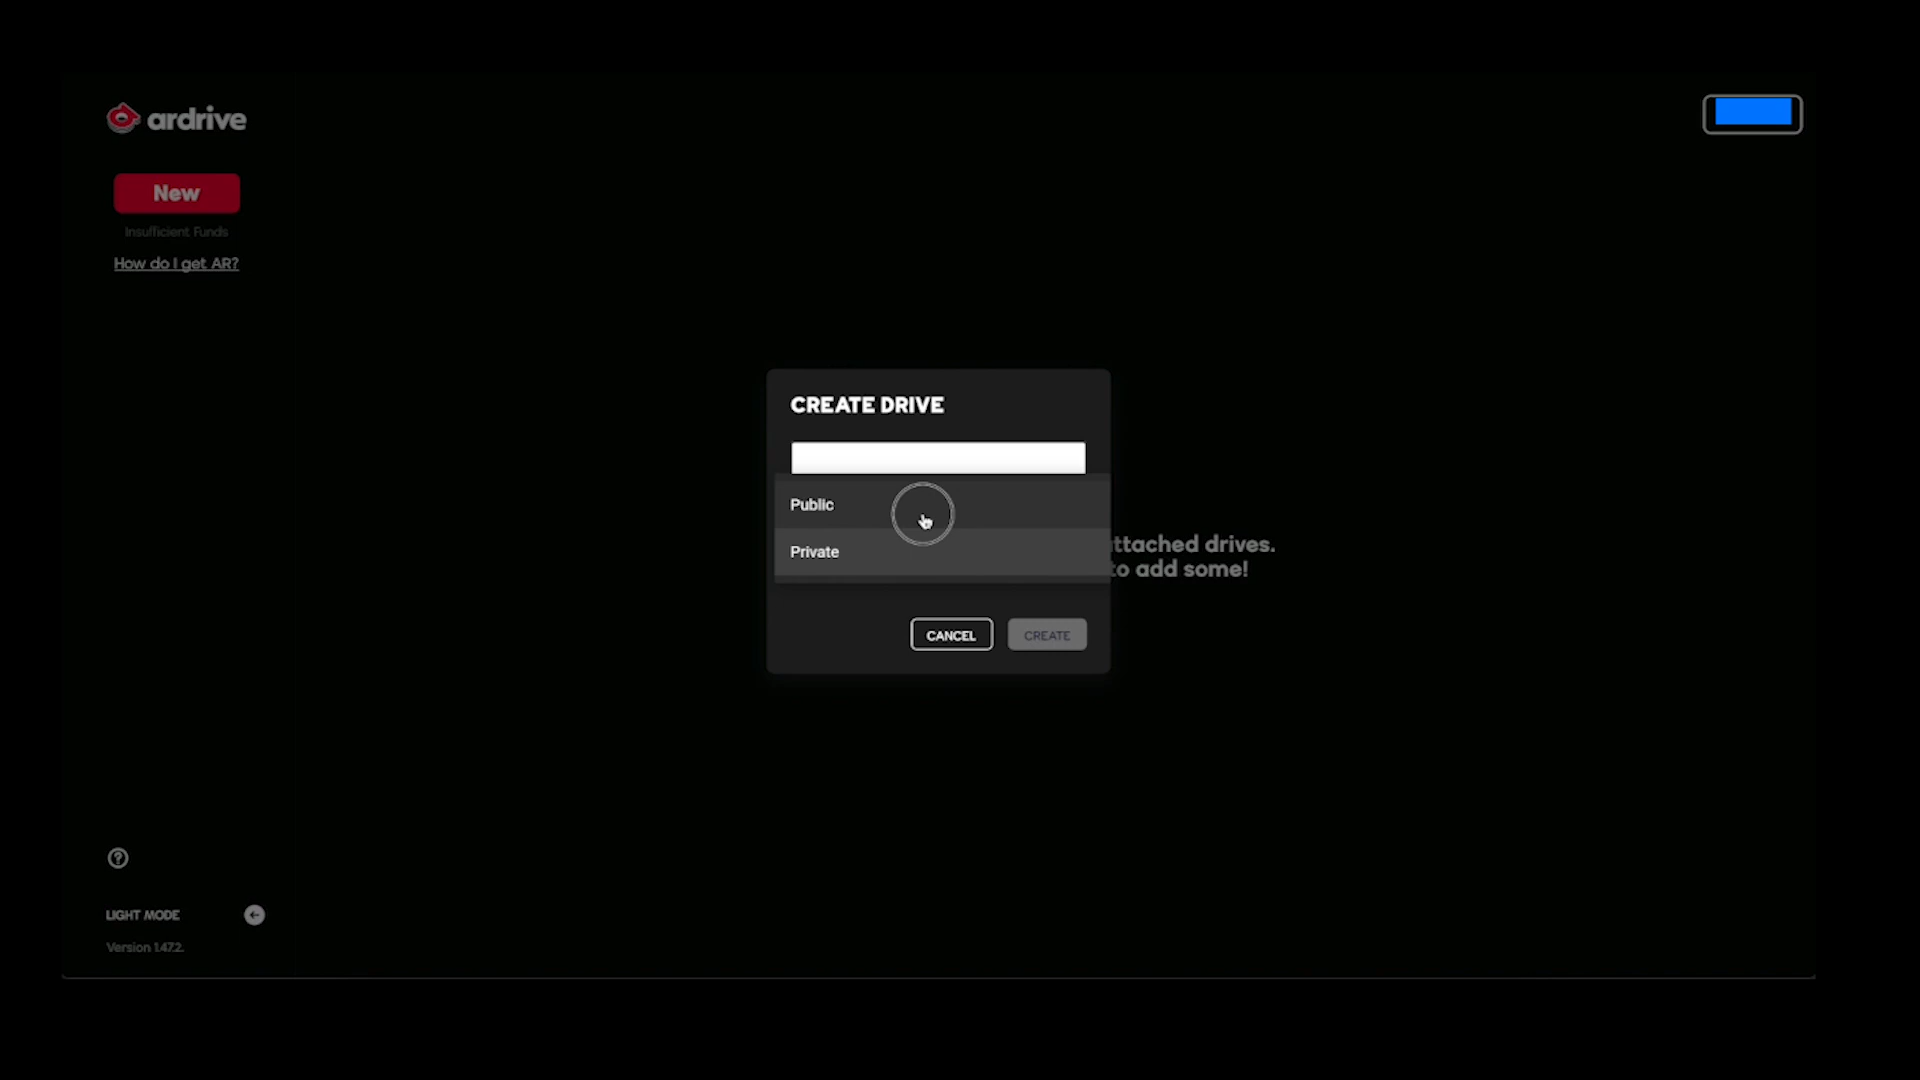 ardrive
New
Insufficient Funds
How do I get AR?
CREATE DRIVE
Public
Private
attached drives.
to add some!
CANCEL
CREATE
LIGHT MODE
Version 1.47.2.